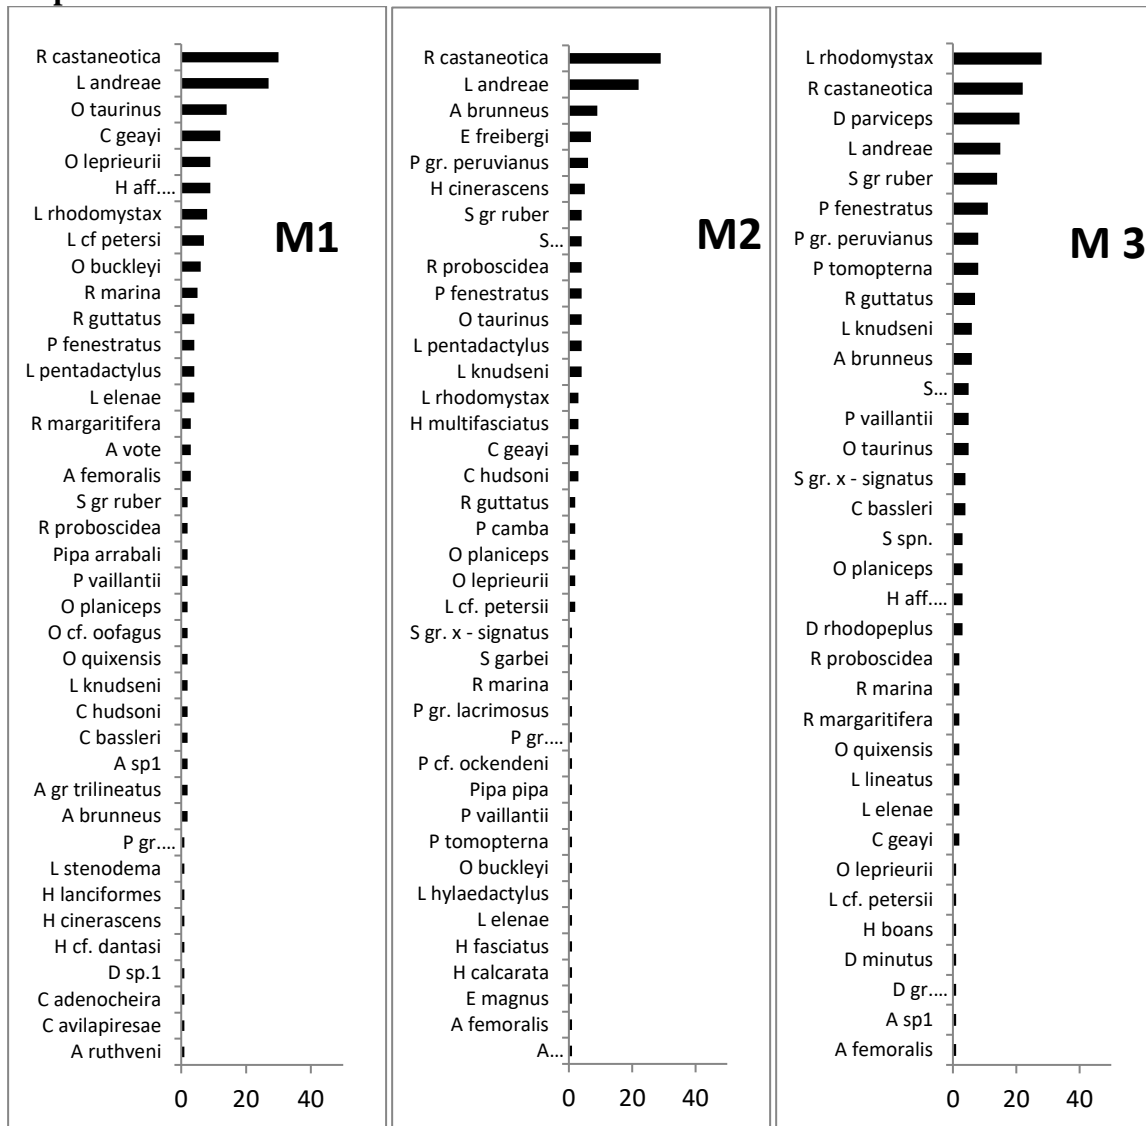 R castaneotica
L andreae
O taurinus
C geayi
O leprieurii
H aff....
L rhodomystax
L cf petersi
O buckleyi
R marina
R guttatus
P fenestratus
L pentadactylus
L elenae
R margaritifera
A vote
A femoralis
S gr ruber
R proboscidea
Pipa arrabali
P vaillantii
O planiceps
O cf. oofagus
O quixensis
L knudseni
C hudsoni
C bassleri
A sp1
A gr trilineatus
A brunneus
P gr....
L stenodema
H lanciformes
H cinerascens
H cf. dantasi
D sp.1
C adenocheira
C avilapiresae
A ruthveni
0 20 40
M1
R castaneotica
L andreae
A brunneus
E freibergi
P gr. peruvianus
H cinerascens
S gr ruber
S...
R proboscidea
P fenestratus
O taurinus
L pentadactylus
L knudseni
L rhodomystax
H multifasciatus
C geayi
C hudsoni
R guttatus
P camba
O planiceps
O leprieurii
L cf. petersii
S gr. x - signatus
S garbei
R marina
P gr. lacrimosus
P gr....
P cf. ockendeni
Pipa pipa
P vaillantii
P tomopterna
O buckleyi
L hylaedactylus
L elenae
H fasciatus
H calcarata
E magnus
A femoralis
A...
0 20 40
M2
L rhodomystax
R castaneotica
D parviceps
L andreae
S gr ruber
P fenestratus
P gr. peruvianus
P tomopterna
R guttatus
L knudseni
A brunneus
S...
P vaillantii
O taurinus
S gr. x - signatus
C bassleri
S spn.
O planiceps
H aff....
D rhodopeplus
R proboscidea
R marina
R margaritifera
O quixensis
L lineatus
L elenae
C geayi
O leprieurii
L cf. petersii
H boans
D minutus
D gr....
A sp1
A femoralis
0 20 40
M 3